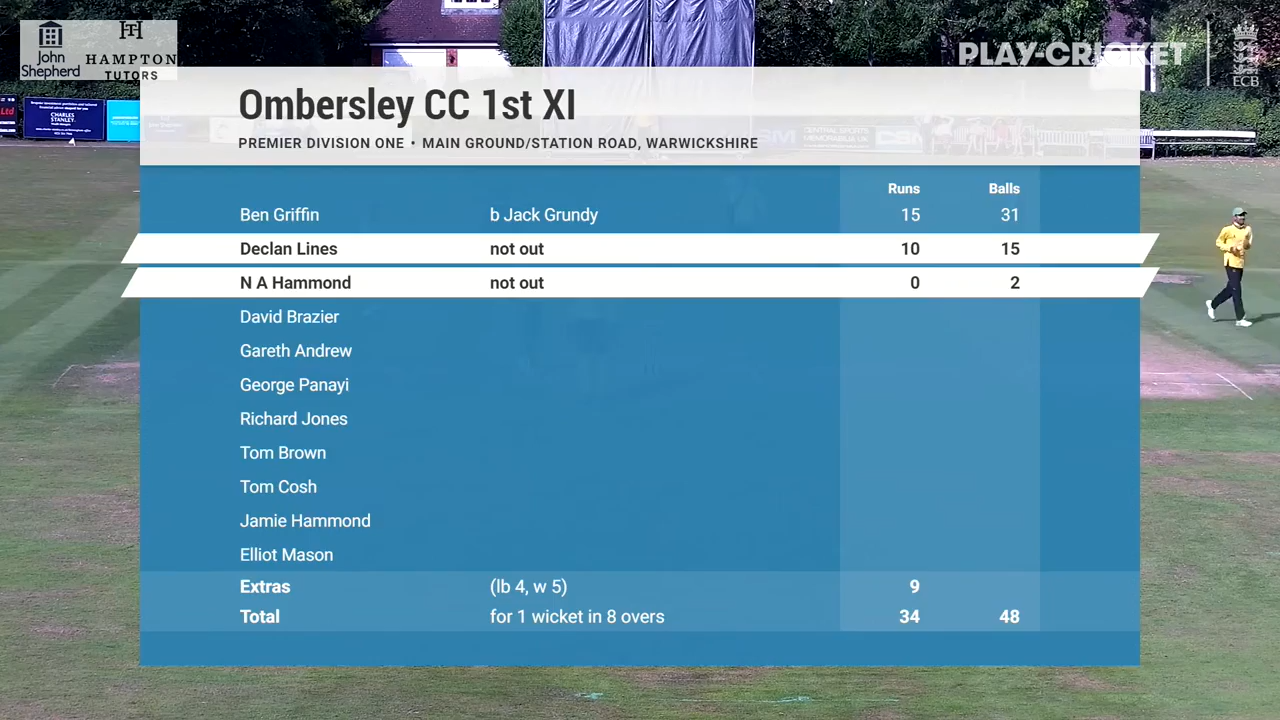 John
Shepherd
HAMPTON
TUTORS
PLAY-CRICKET
ECB
CHARLES
STANLEY
Ombersley CC 1st XI
PREMIER DIVISION ONE • MAIN GROUND/STATION ROAD, WARWICKSHIRE
Runs Balls
Ben Griffin b Jack Grundy 15 31
Declan Lines not out 10 15
N A Hammond not out 0 2
David Brazier
Gareth Andrew
George Panayi
Richard Jones
Tom Brown
Tom Cosh
Jamie Hammond
Elliot Mason
Extras (lb 4, w 5) 9
Total for 1 wicket in 8 overs 34 48